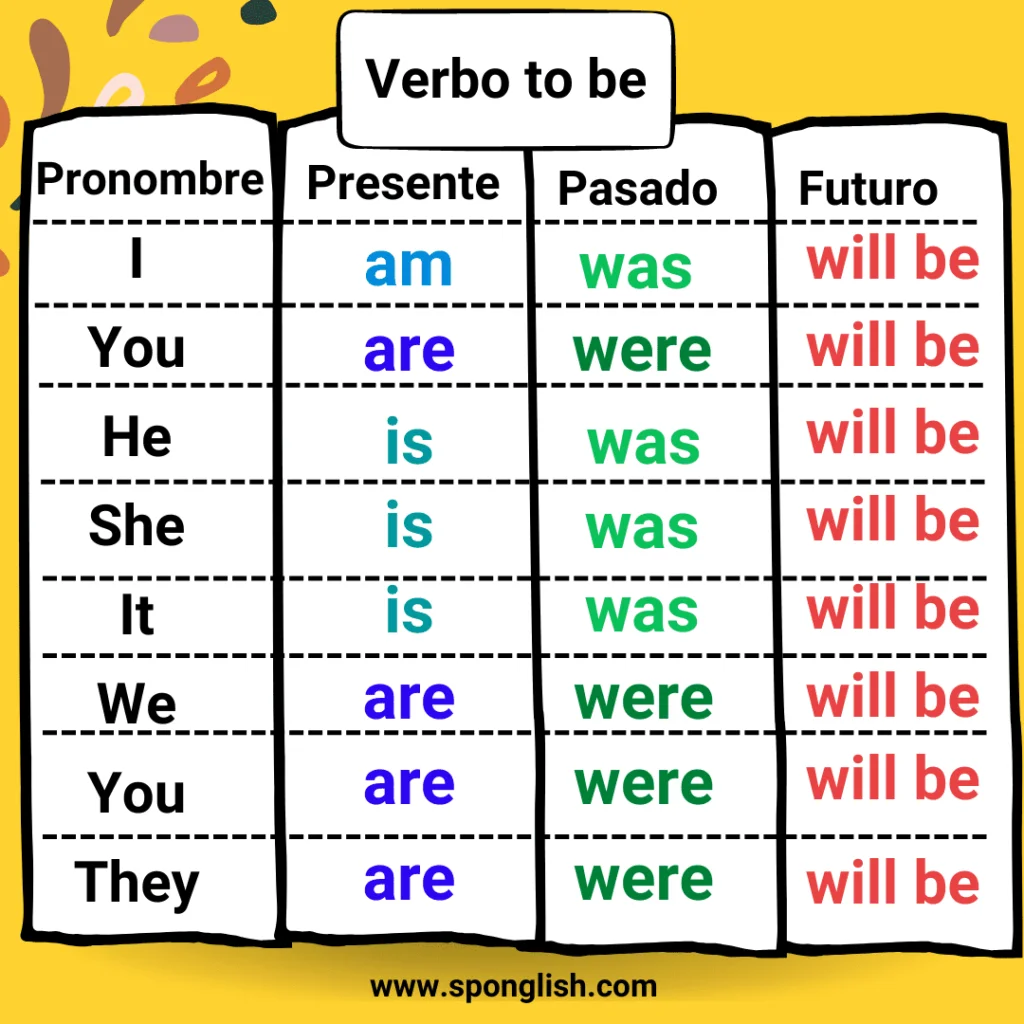 Verbo to be
Pronombre Presente Pasado Futuro
I am was will be
You are were will be
He is was will be
She is was will be
It is was will be
We are were will be
You are were will be
They are were will be
www.sponglish.com